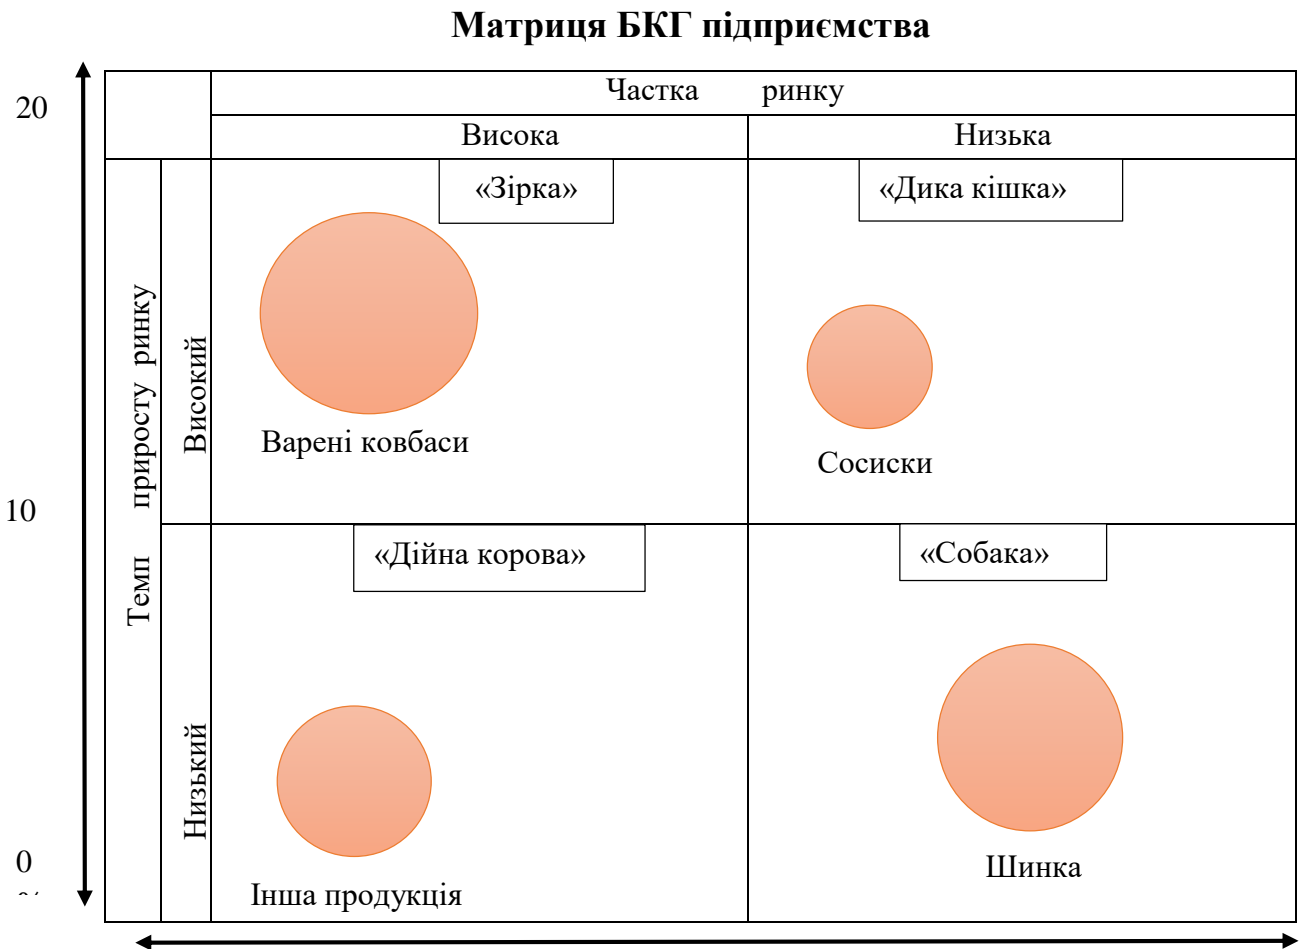 Матриця БКГ підприємства
20
Частка ринку
Висока
Низька
«Зірка»
«Дика кішка»
Темп приросту ринку
Високий
Варені ковбаси
Сосиски
10
«Дійна корова»
«Собака»
Низький
0
Шинка
Інша продукція